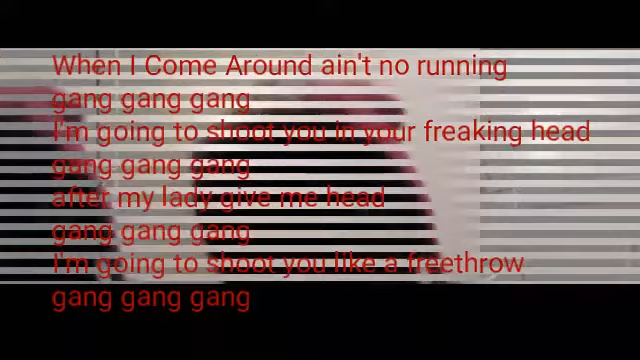 When I Come Around ain't no running
gang gang gang
I'm going to shoot you in your freaking head
gang gang gang
after my lady give me head
gang gang gang
I'm going to shoot you like a freethrow
gang gang gang